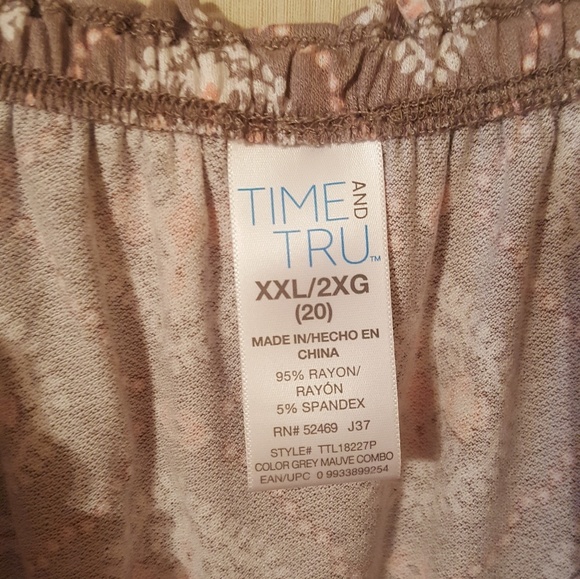 TIME AND
TRU™
XXL/2XG
(20)
MADE IN/HECHO EN
CHINA
95% RAYON/
RAYÓN
5% SPANDEX
RN# 52469 J37
STYLE# TTL18227P
COLOR GREY MAUVE COMBO
EAN/UPC 0 9933899254